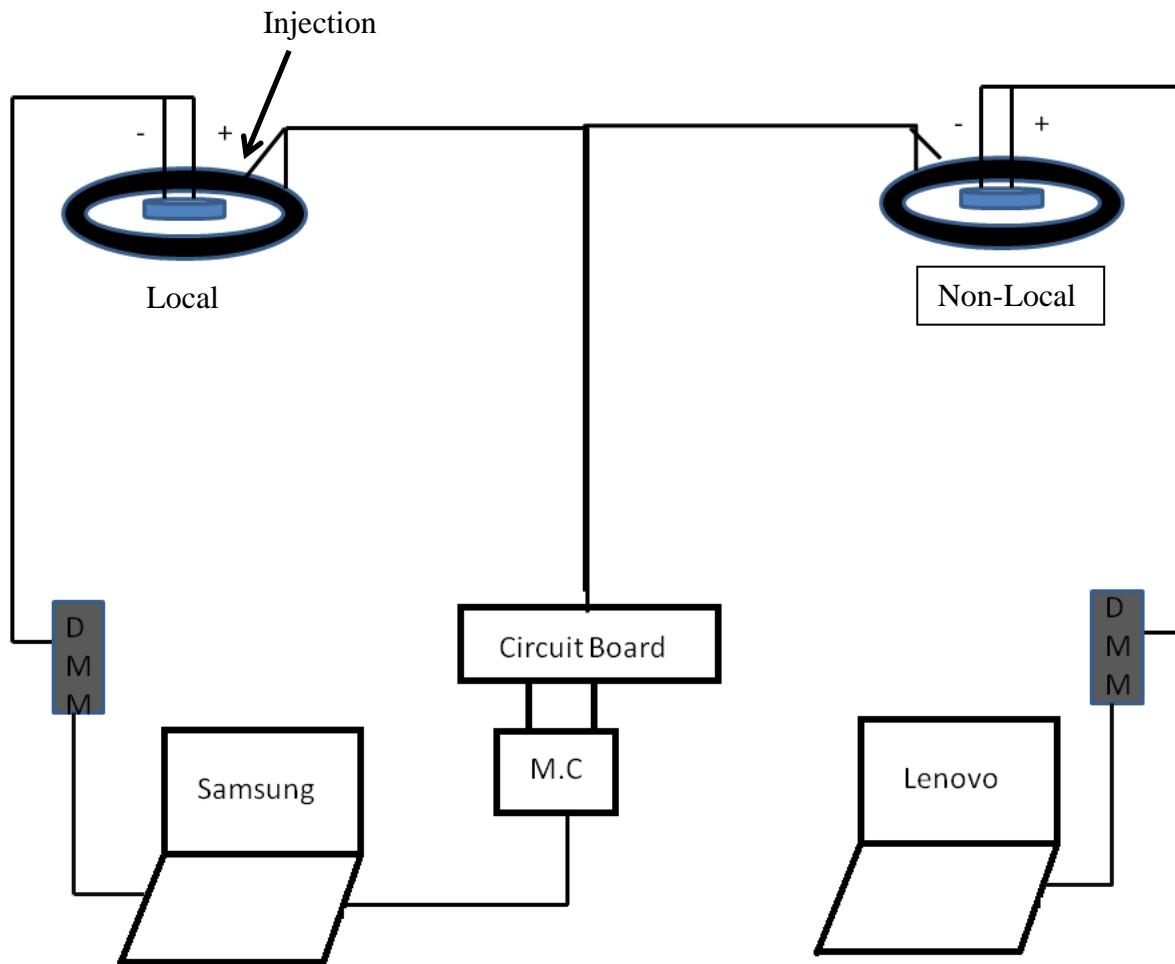 Injection
- +
- +
Local
Non-Local
D
M
M
Circuit Board
D
M
M
Samsung
M.C
Lenovo